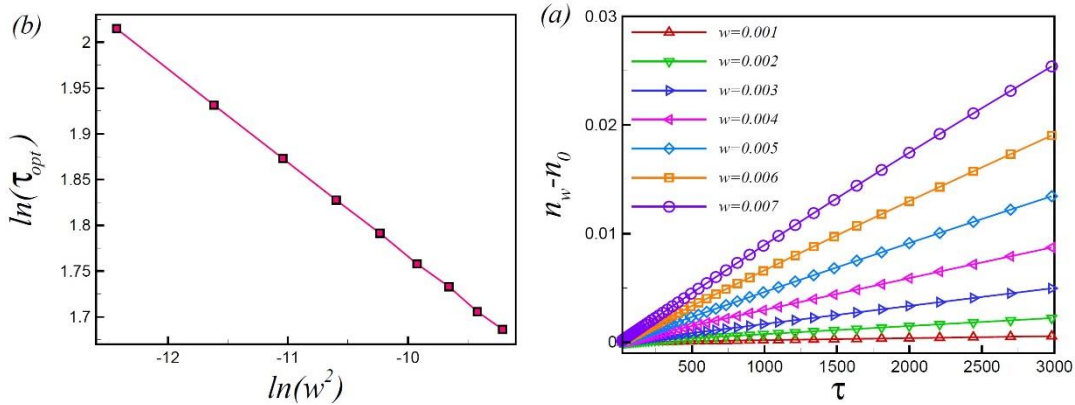 (b)
2
1.95
1.9
1.85
1.8
1.75
1.7
ln(τopt)
-12
-11
-10
ln(w²)
(a)
0.03
0.02
0.01
0
nw-n0
w=0.001
w=0.002
w=0.003
w=0.004
w=0.005
w=0.006
w=0.007
500
1000
1500
2000
2500
3000
τ